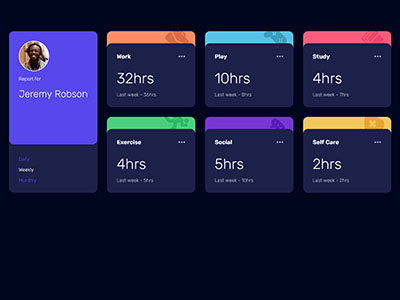 Report for
Jeremy Robson
Daily
Weekly
Monthly
Work
32hrs
Last week - 36hrs
Play
10hrs
Last week - 8hrs
Study
4hrs
Last week - 7hrs
Exercise
4hrs
Last week - 5hrs
Social
5hrs
Last week - 10hrs
Self Care
2hrs
Last week - 2hrs